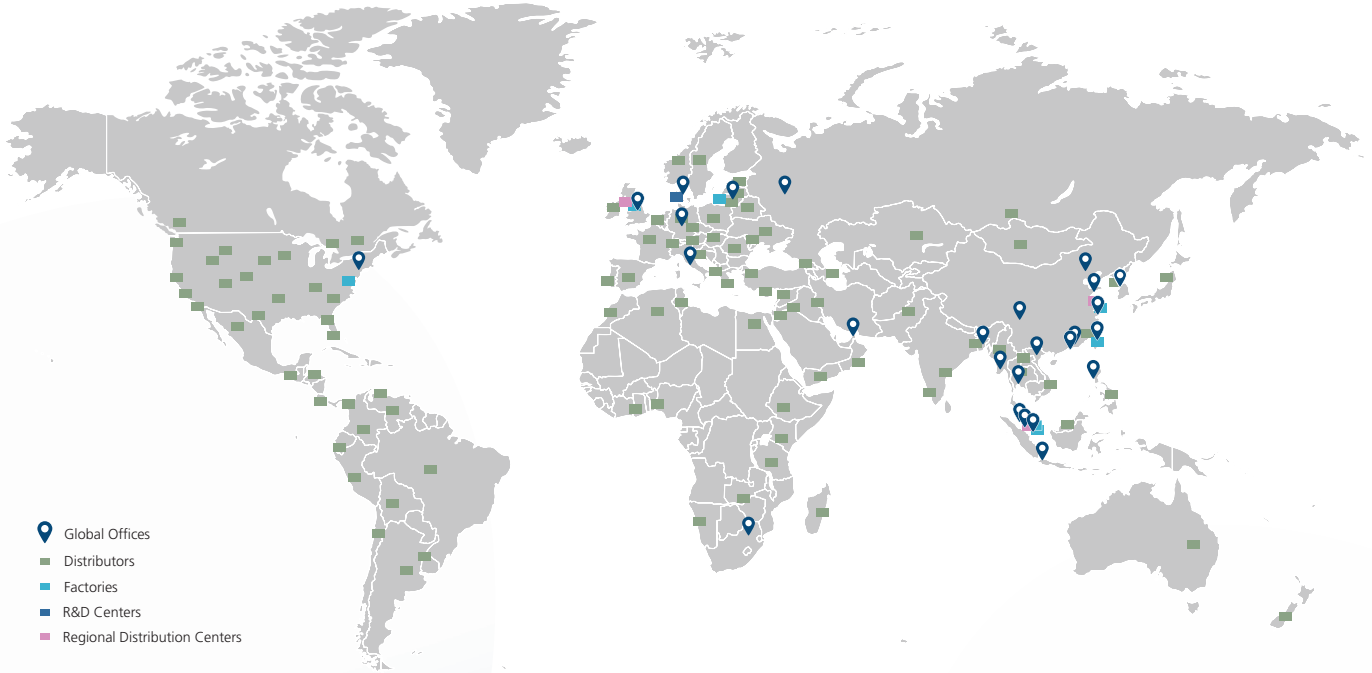 Global Offices
Distributors
Factories
R&D Centers
Regional Distribution Centers